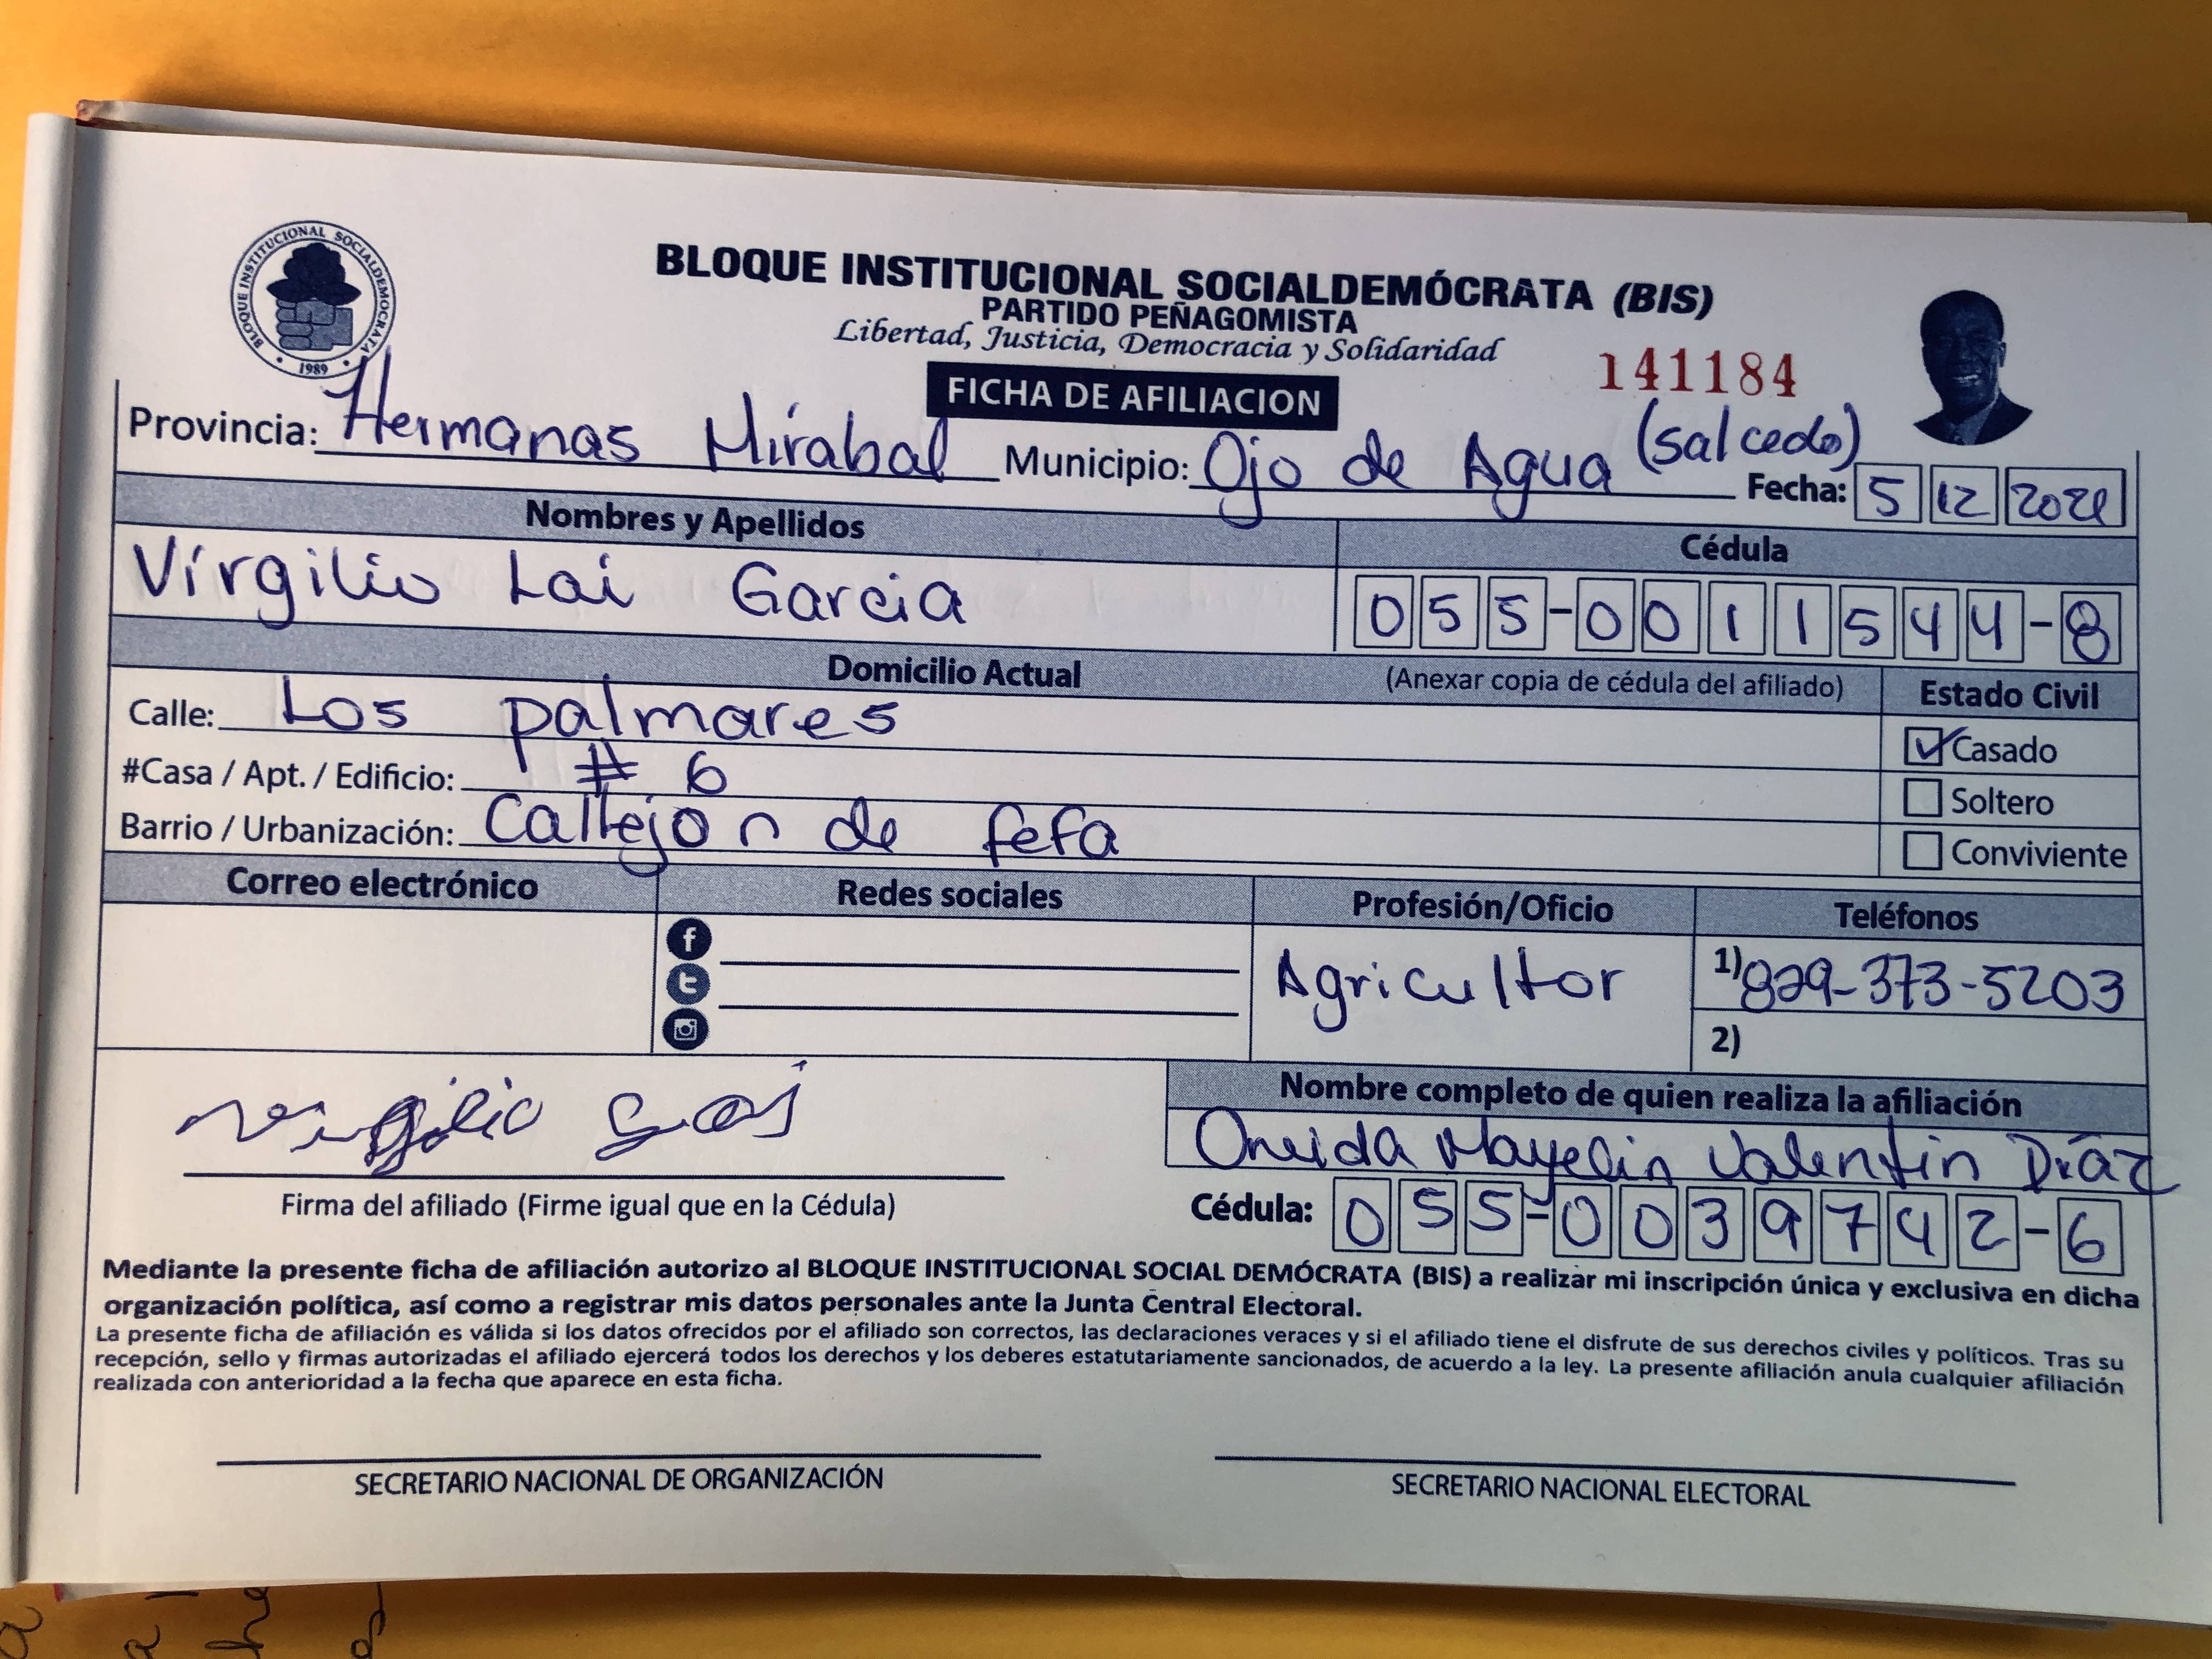 BLOQUE INSTITUCIONAL SOCIALDEMOCRATA
1989
BLOQUE INSTITUCIONAL SOCIALDEMÓCRATA (BIS)
PARTIDO PEÑAGOMISTA
Libertad, Justicia, Democracia y Solidaridad
FICHA DE AFILIACION
141184
Provincia: Hermanas Mirabal Municipio: Ojo de Agua (salcedo) Fecha: 5 12 2021
Nombres y Apellidos
Cédula
Virgilio Lai Garcia
055-0011544-8
Domicilio Actual
(Anexar copia de cédula del afiliado)
Estado Civil
Calle: Los palmares
Casado
#Casa / Apt. / Edificio: # 6
Soltero
Barrio / Urbanización: Callejon de fefa
Conviviente
Correo electrónico
Redes sociales
Profesión/Oficio
Teléfonos
Agricultor
1) 829-373-5203
2)
Virgilio Lai
Firma del afiliado (Firme igual que en la Cédula)
Nombre completo de quien realiza la afiliación
Oneida Mayelin Valentin Diaz
Cédula: 055-0039742-6
Mediante la presente ficha de afiliación autorizo al BLOQUE INSTITUCIONAL SOCIAL DEMÓCRATA (BIS) a realizar mi inscripción única y exclusiva en dicha
organización política, así como a registrar mis datos personales ante la Junta Central Electoral.
La presente ficha de afiliación es válida si los datos ofrecidos por el afiliado son correctos, las declaraciones veraces y si el afiliado tiene el disfrute de sus derechos civiles y políticos. Tras su
recepción, sello y firmas autorizadas el afiliado ejercerá todos los derechos y los deberes estatutariamente sancionados, de acuerdo a la ley. La presente afiliación anula cualquier afiliación
realizada con anterioridad a la fecha que aparece en esta ficha.
SECRETARIO NACIONAL DE ORGANIZACIÓN
SECRETARIO NACIONAL ELECTORAL